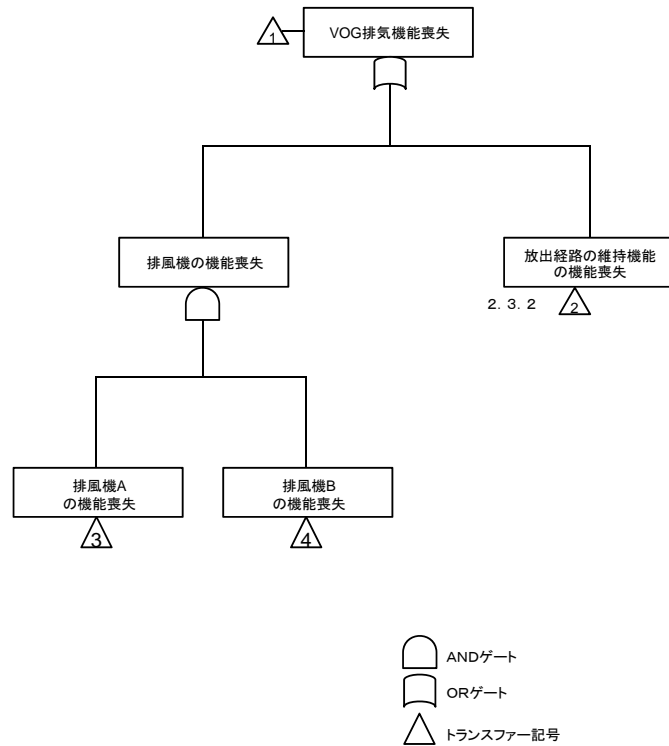 1
VOG排気機能喪失
排風機の機能喪失
放出経路の維持機能
の機能喪失
2. 3. 2
2
排風機A
の機能喪失
排風機B
の機能喪失
3
4
ANDゲート
ORゲート
トランスファー記号